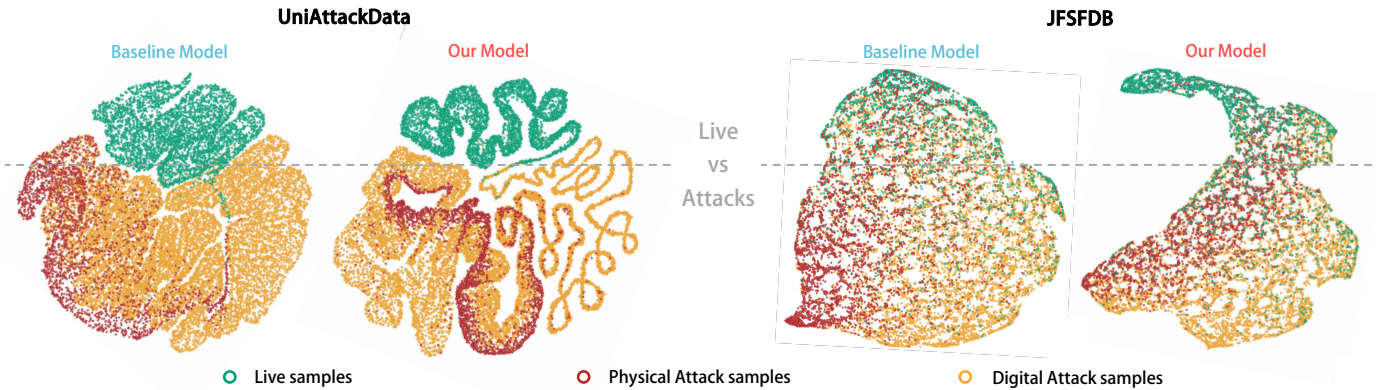 UniAttackData
JFSFDB
Baseline Model
Our Model
Baseline Model
Our Model
Live
vs
Attacks
Live samples
Physical Attack samples
Digital Attack samples